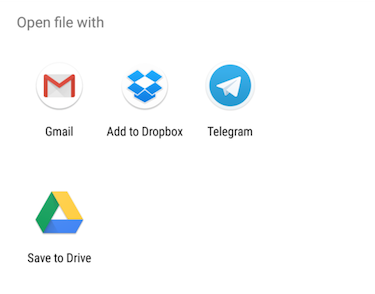 Open file with
Gmail
Add to Dropbox
Telegram
Save to Drive